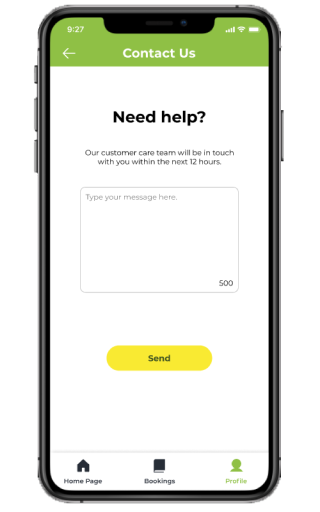 9:27
Contact Us
Need help?
Our customer care team will be in touch
with you within the next 12 hours.
Type your message here.
500
Send
Home Page
Bookings
Profile